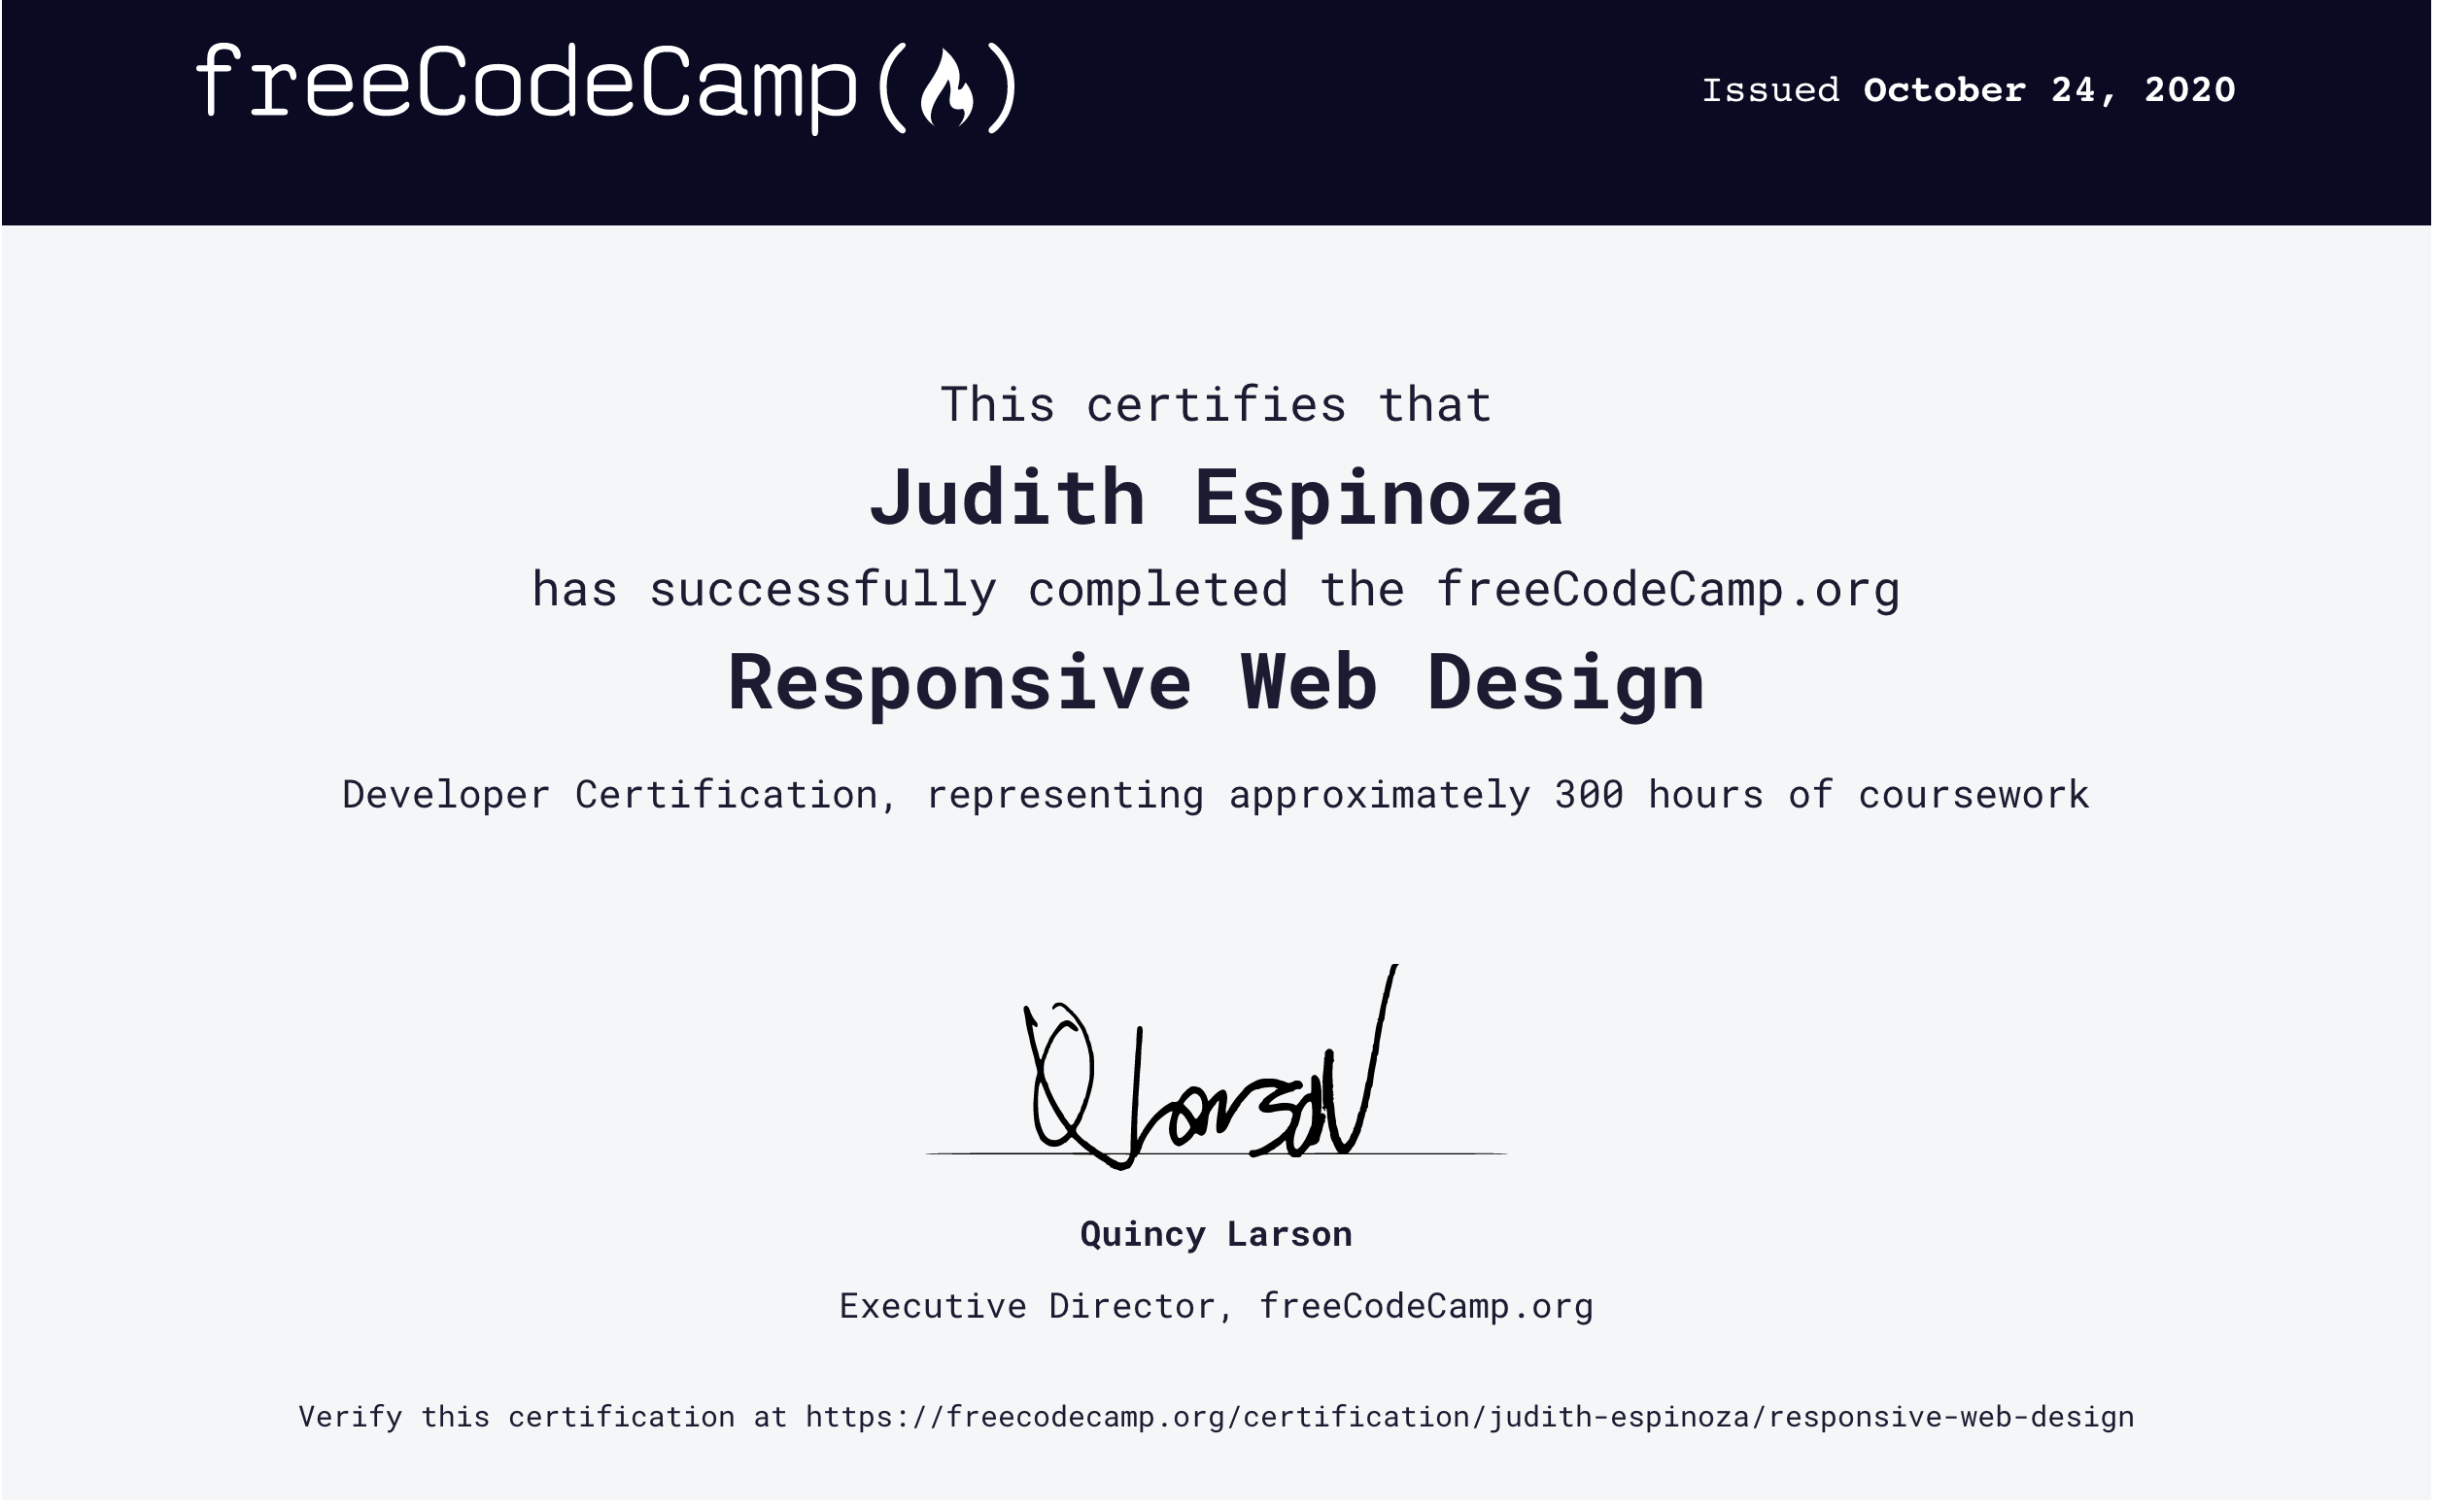 freeCodeCamp(🔥)
Issued October 24, 2020
This certifies that
Judith Espinoza
has successfully completed the freeCodeCamp.org
Responsive Web Design
Developer Certification, representing approximately 300 hours of coursework
QLarson
Quincy Larson
Executive Director, freeCodeCamp.org
Verify this certification at https://freecodecamp.org/certification/judith-espinoza/responsive-web-design